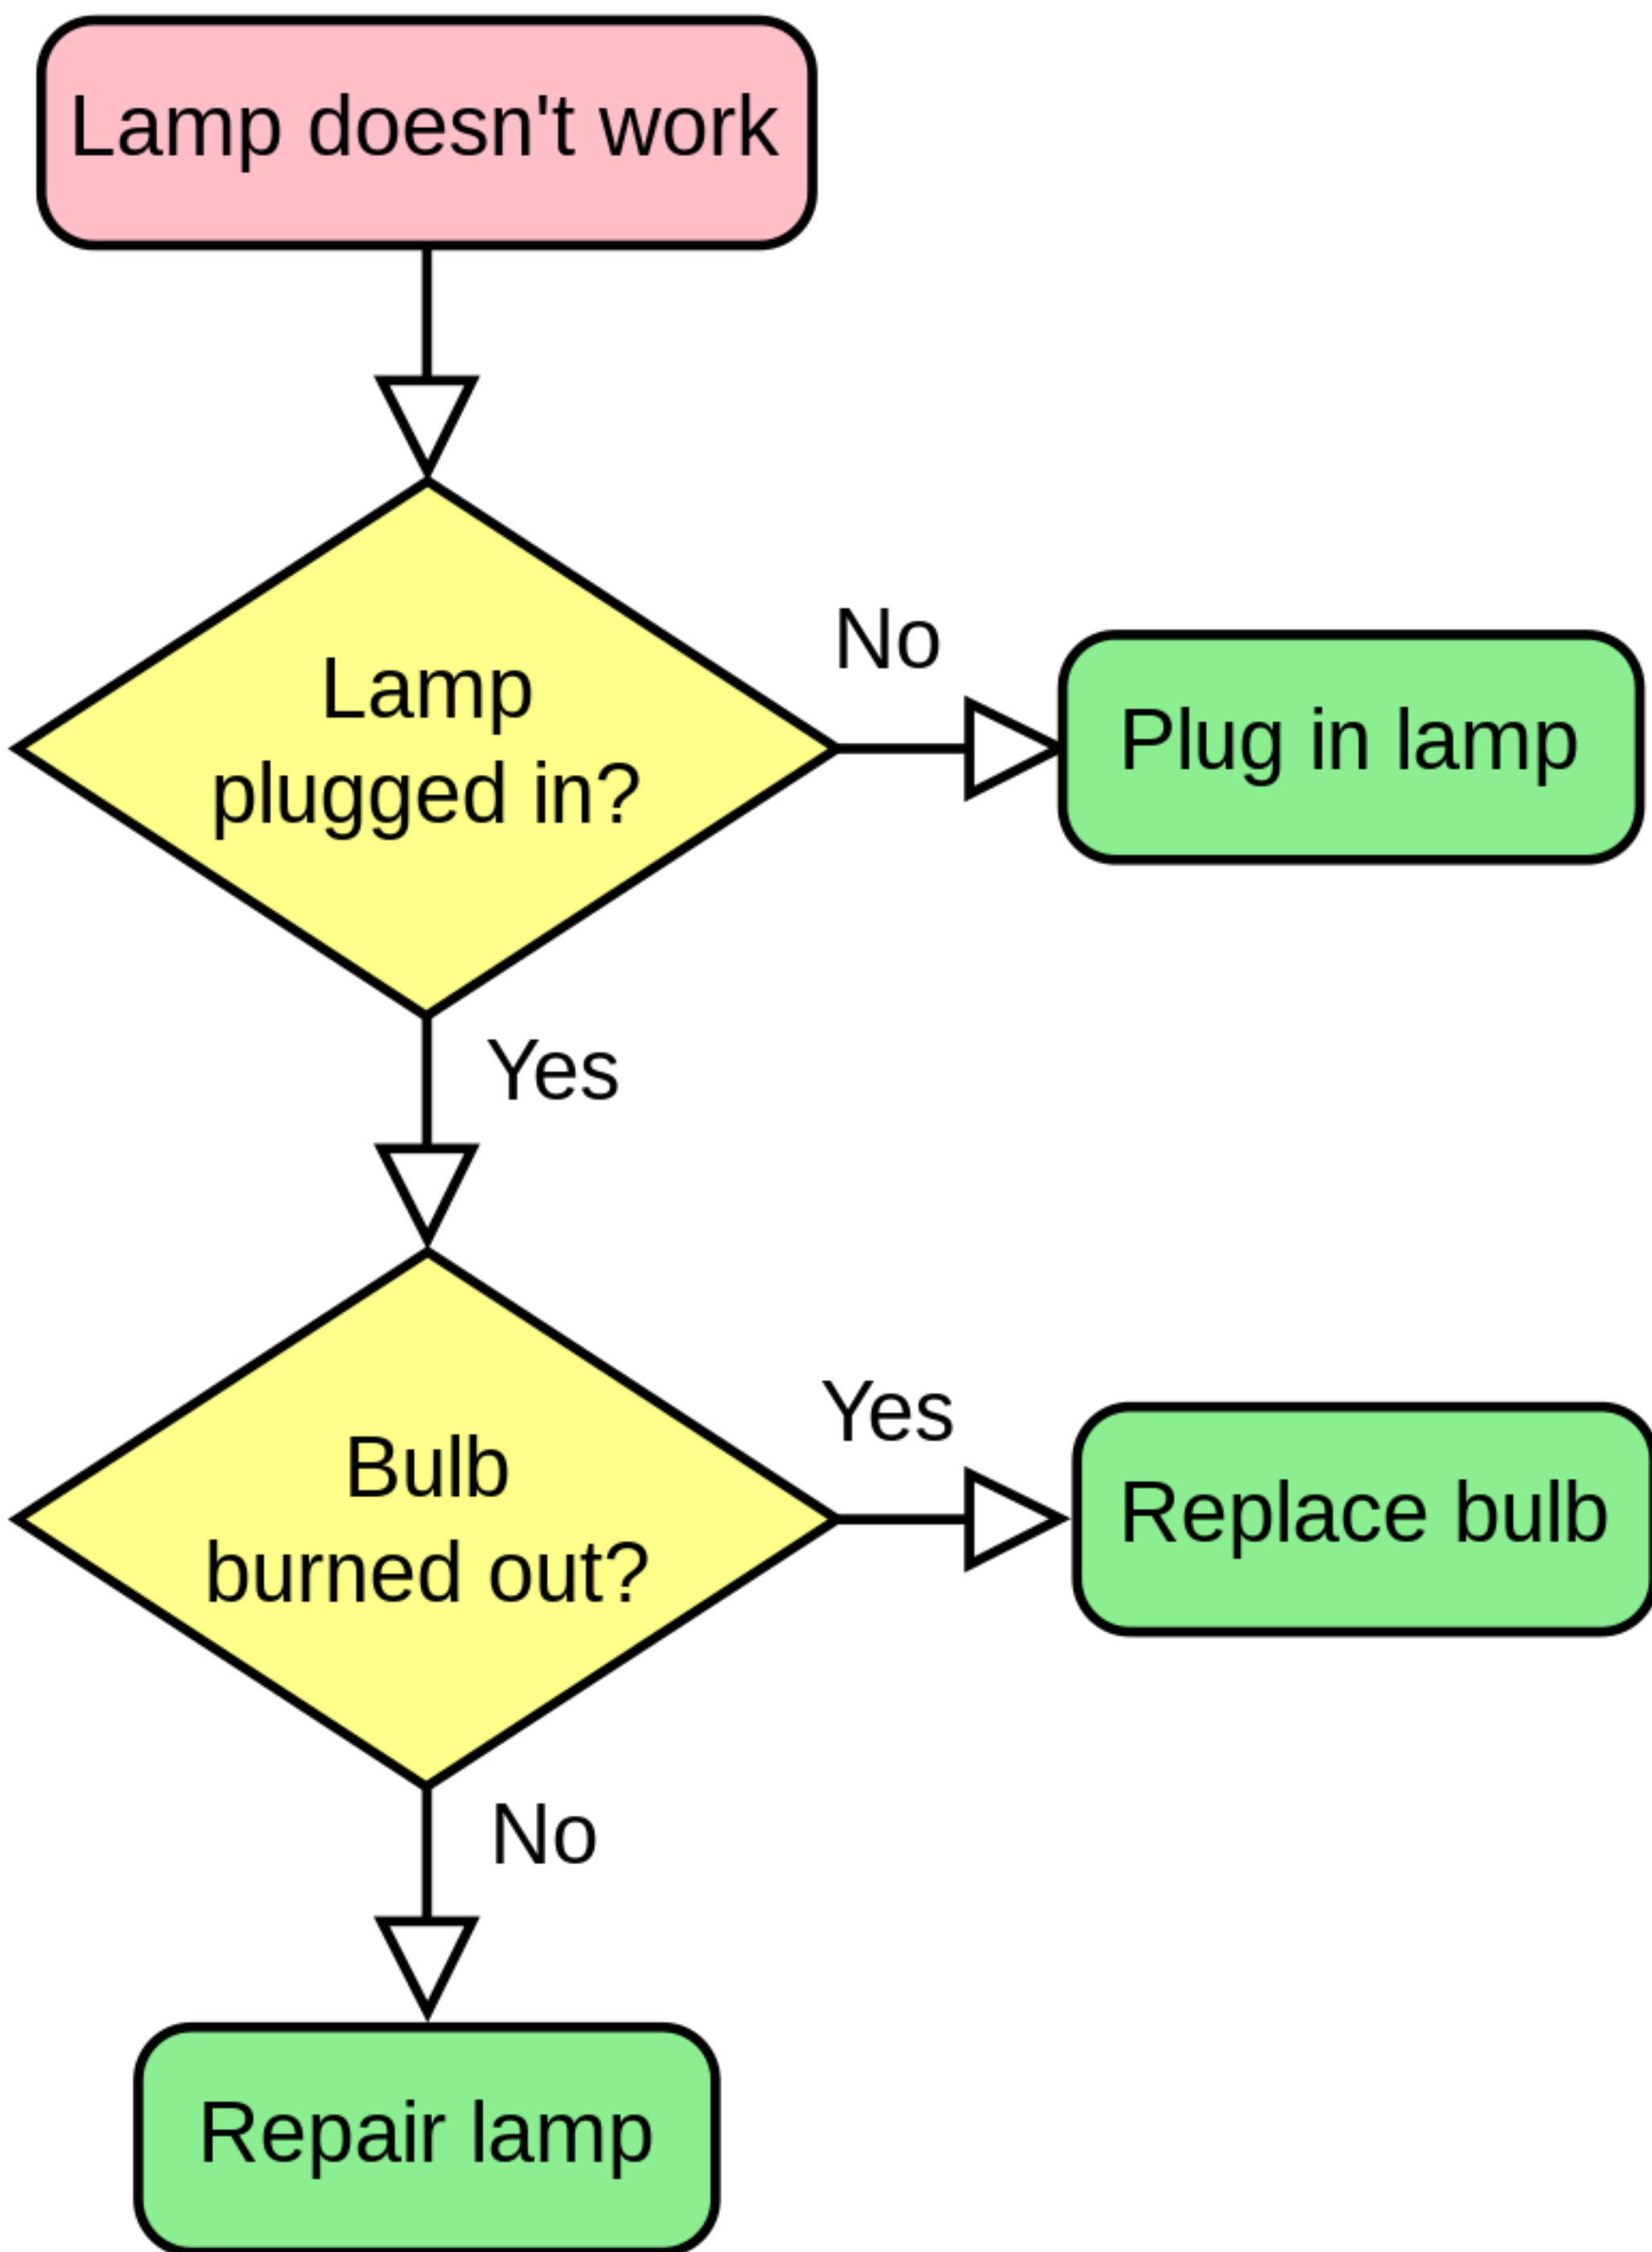 Lamp doesn't work
Lamp
plugged in?
No
Plug in lamp
Yes
Bulb
burned out?
Yes
Replace bulb
No
Repair lamp